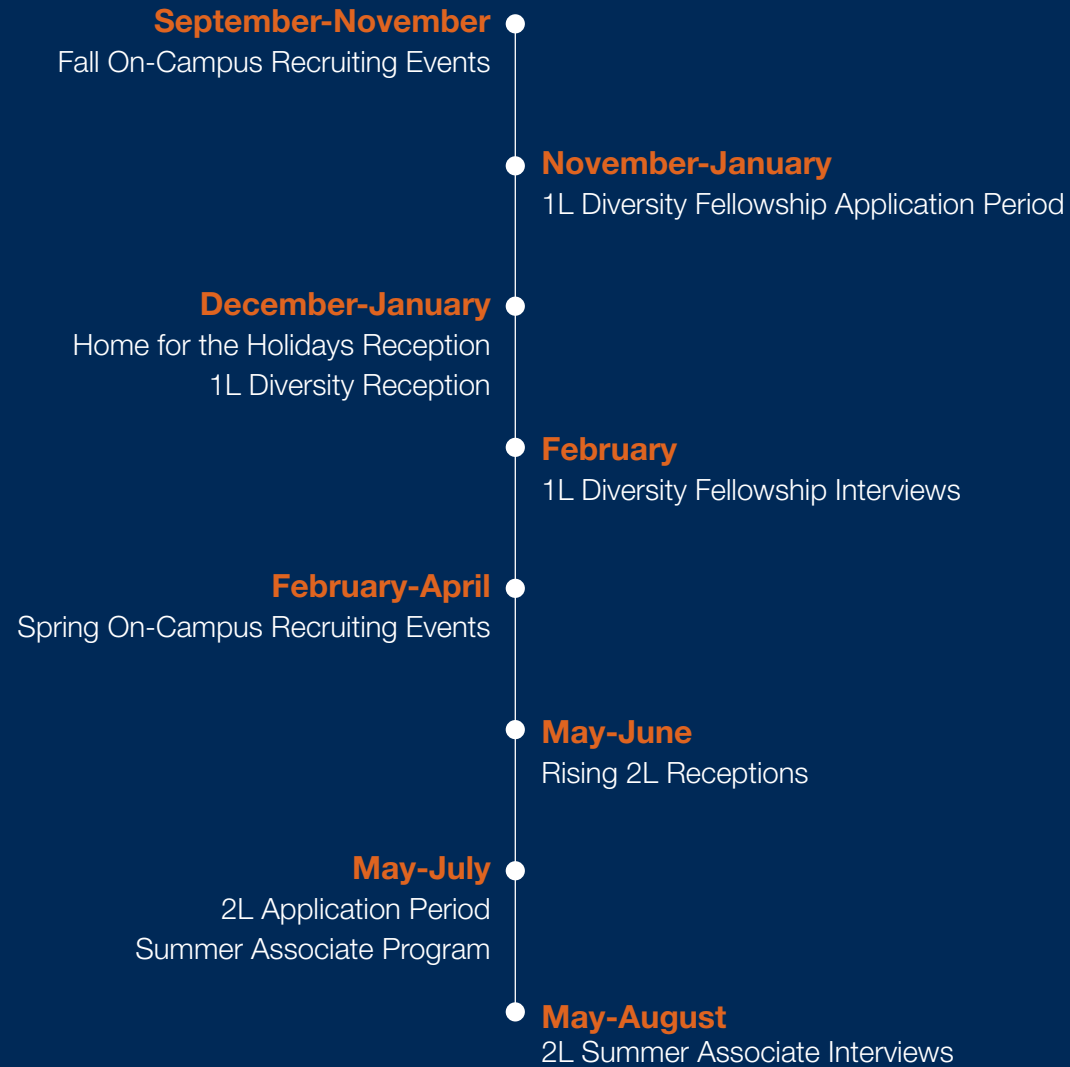 September-November
Fall On-Campus Recruiting Events
November-January
1L Diversity Fellowship Application Period
December-January
Home for the Holidays Reception
1L Diversity Reception
February
1L Diversity Fellowship Interviews
February-April
Spring On-Campus Recruiting Events
May-June
Rising 2L Receptions
May-July
2L Application Period
Summer Associate Program
May-August
2L Summer Associate Interviews